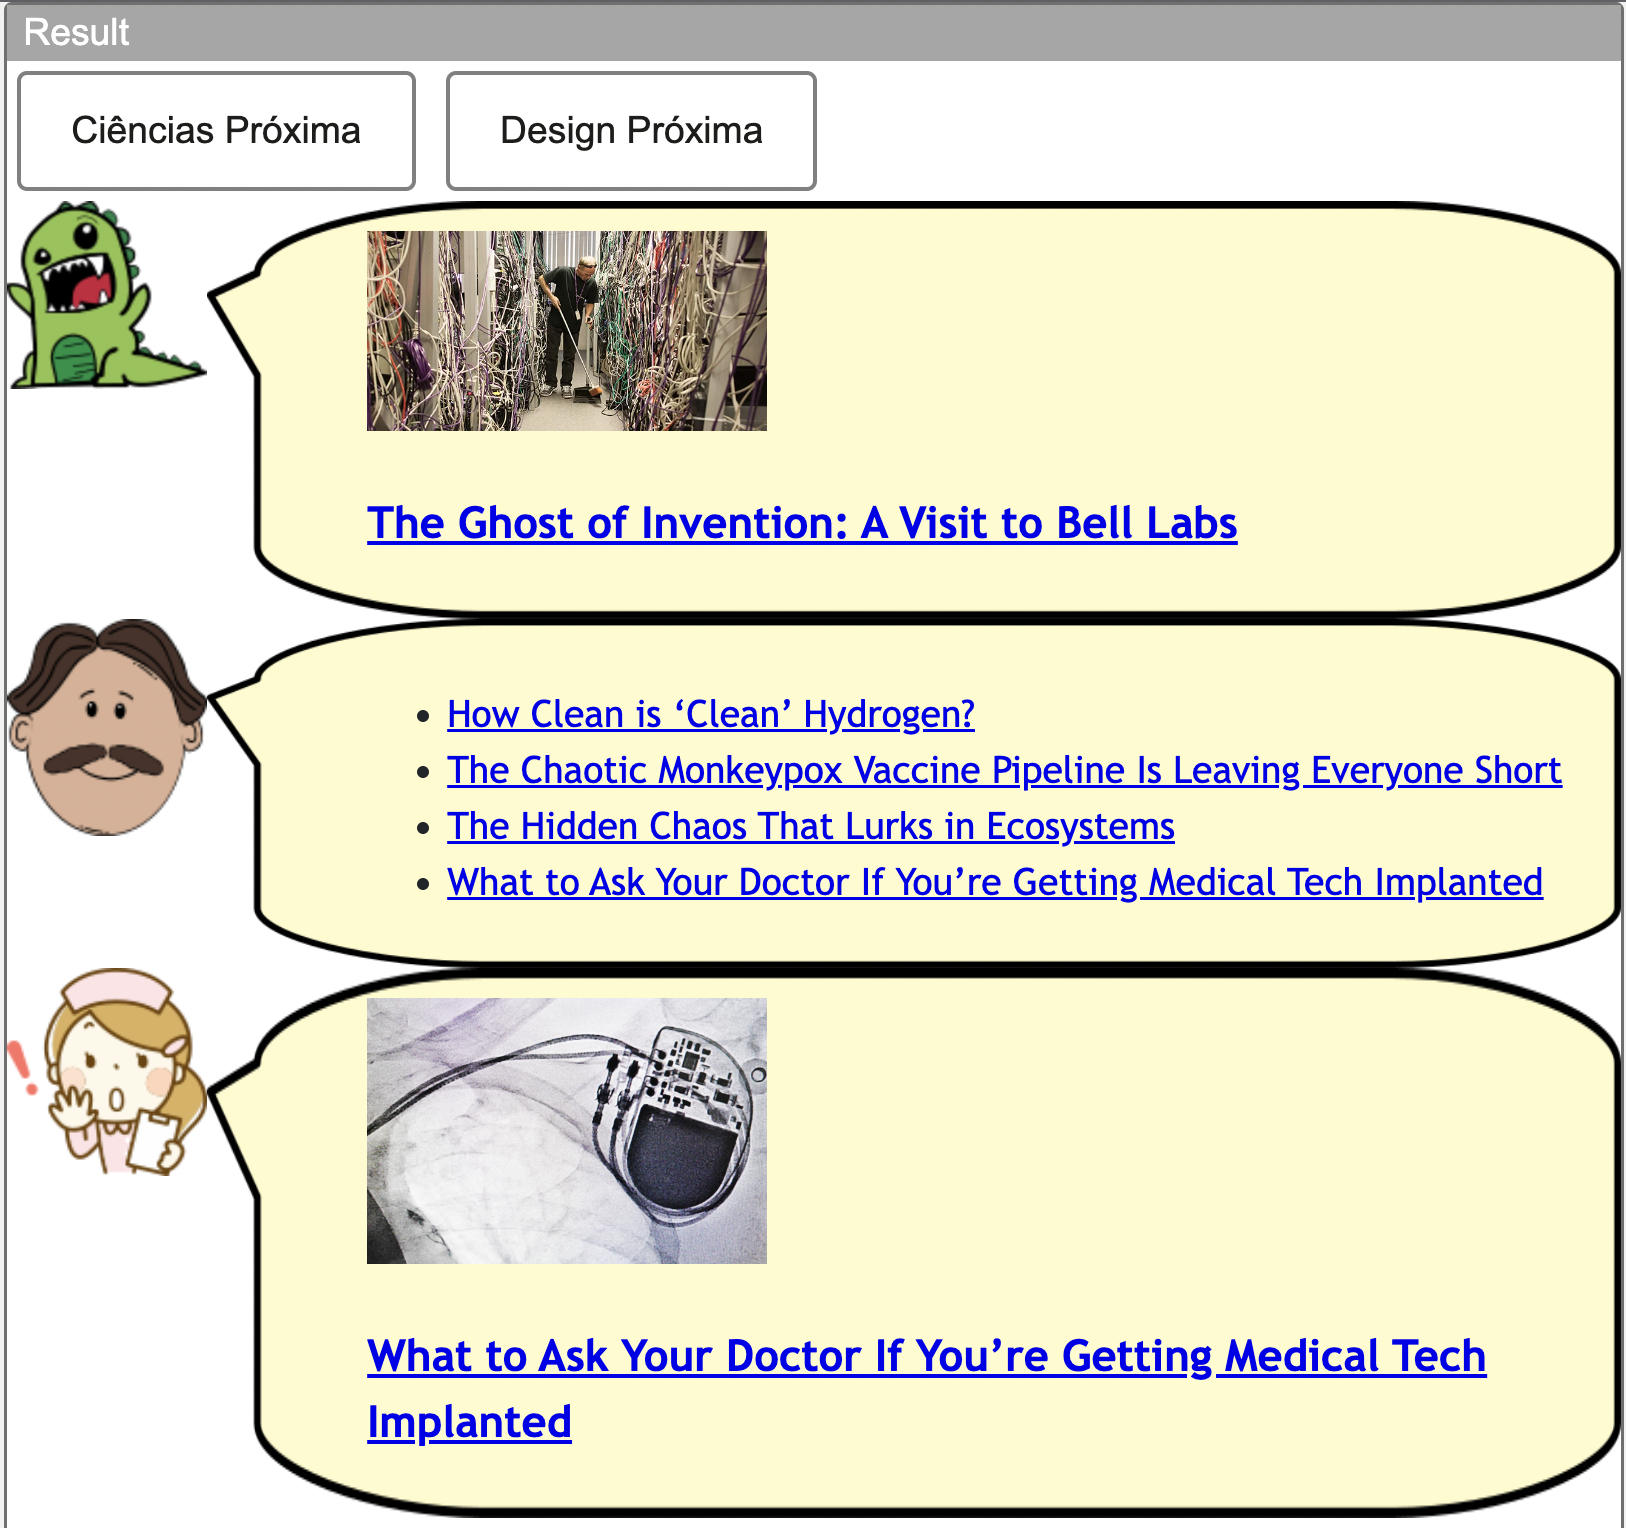 Result
Ciências Próxima
Design Próxima
The Ghost of Invention: A Visit to Bell Labs
How Clean is ‘Clean’ Hydrogen?
The Chaotic Monkeypox Vaccine Pipeline Is Leaving Everyone Short
The Hidden Chaos That Lurks in Ecosystems
What to Ask Your Doctor If You’re Getting Medical Tech Implanted
What to Ask Your Doctor If You’re Getting Medical Tech
Implanted